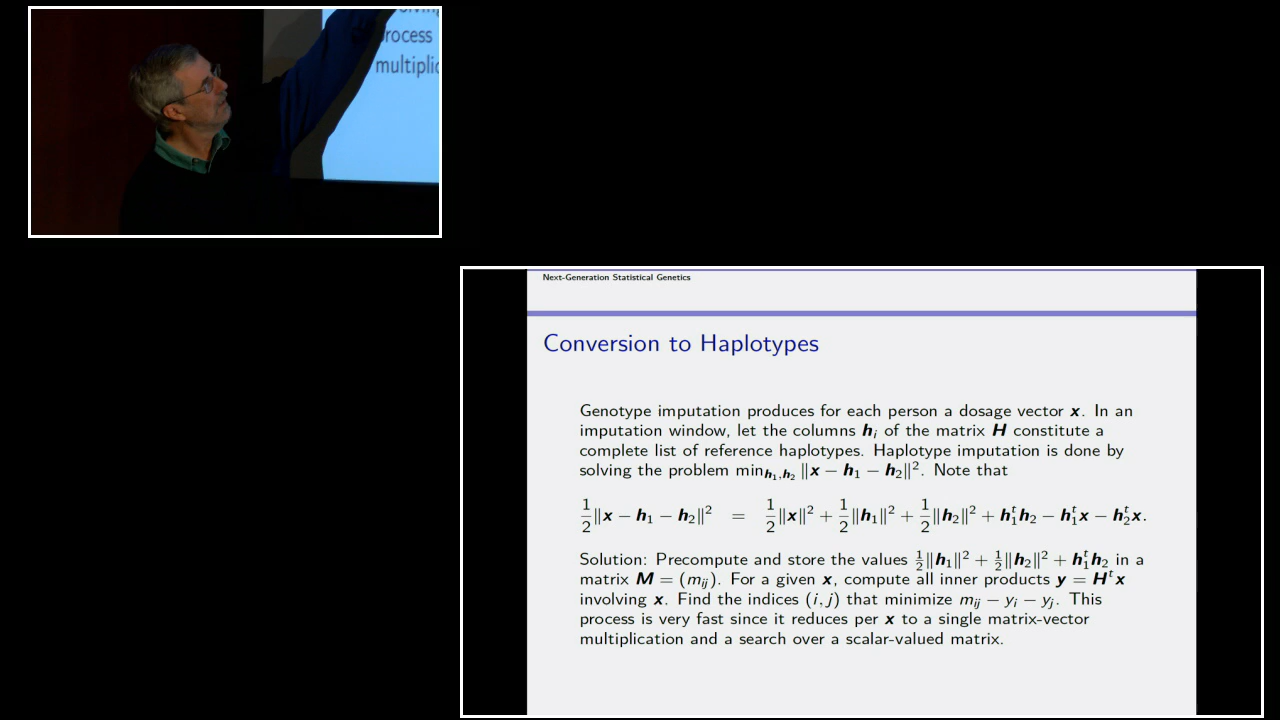 process
multiplic
Next-Generation Statistical Genetics
Conversion to Haplotypes
Genotype imputation produces for each person a dosage vector x. In an
imputation window, let the columns hᵢ of the matrix H constitute a
complete list of reference haplotypes. Haplotype imputation is done by
solving the problem min_{h₁,h₂} ‖x − h₁ − h₂‖². Note that
½‖x − h₁ − h₂‖² = ½‖x‖² + ½‖h₁‖² + ½‖h₂‖² + h₁ᵗh₂ − h₁ᵗx − h₂ᵗx.
Solution: Precompute and store the values ½‖h₁‖² + ½‖h₂‖² + h₁ᵗh₂ in a
matrix M = (mᵢⱼ). For a given x, compute all inner products y = Hᵗx
involving x. Find the indices (i, j) that minimize mᵢⱼ − yᵢ − yⱼ. This
process is very fast since it reduces per x to a single matrix-vector
multiplication and a search over a scalar-valued matrix.